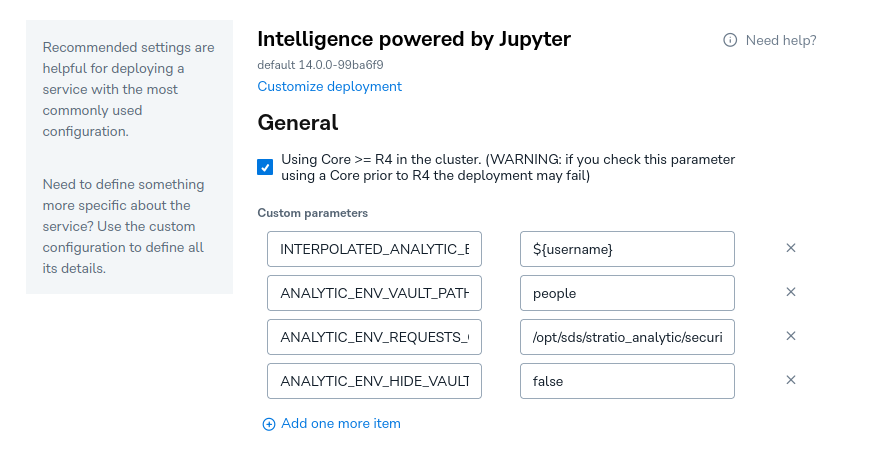 Recommended settings are
helpful for deploying a
service with the most
commonly used
configuration.
Need to define something
more specific about the
service? Use the custom
configuration to define all
its details.
Intelligence powered by Jupyter
Need help?
default 14.0.0-99ba6f9
Customize deployment
General
Using Core >= R4 in the cluster. (WARNING: if you check this parameter
using a Core prior to R4 the deployment may fail)
Custom parameters
INTERPOLATED_ANALYTIC_E
${username}
ANALYTIC_ENV_VAULT_PATH
people
ANALYTIC_ENV_REQUESTS_
/opt/sds/stratio_analytic/securi
ANALYTIC_ENV_HIDE_VAULT
false
Add one more item